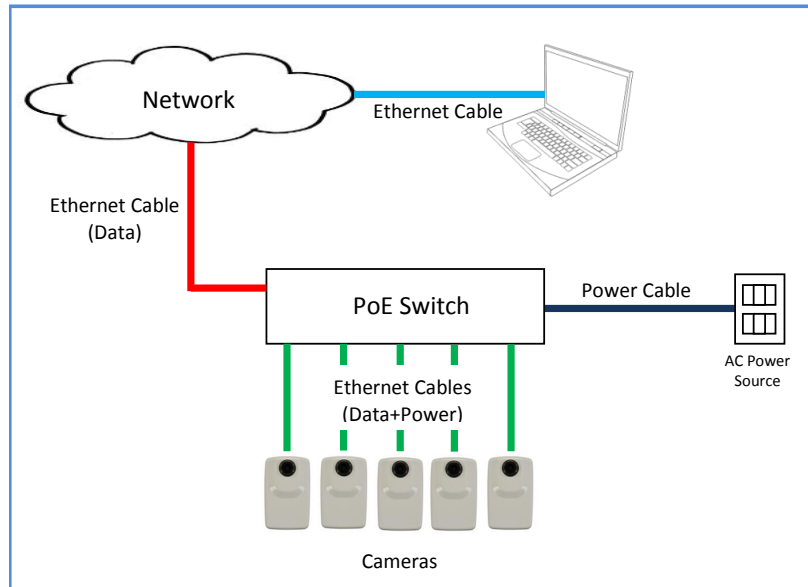 Network
Ethernet Cable
Ethernet Cable
(Data)
PoE Switch
Power Cable
AC Power
Source
Ethernet Cables
(Data+Power)
Cameras